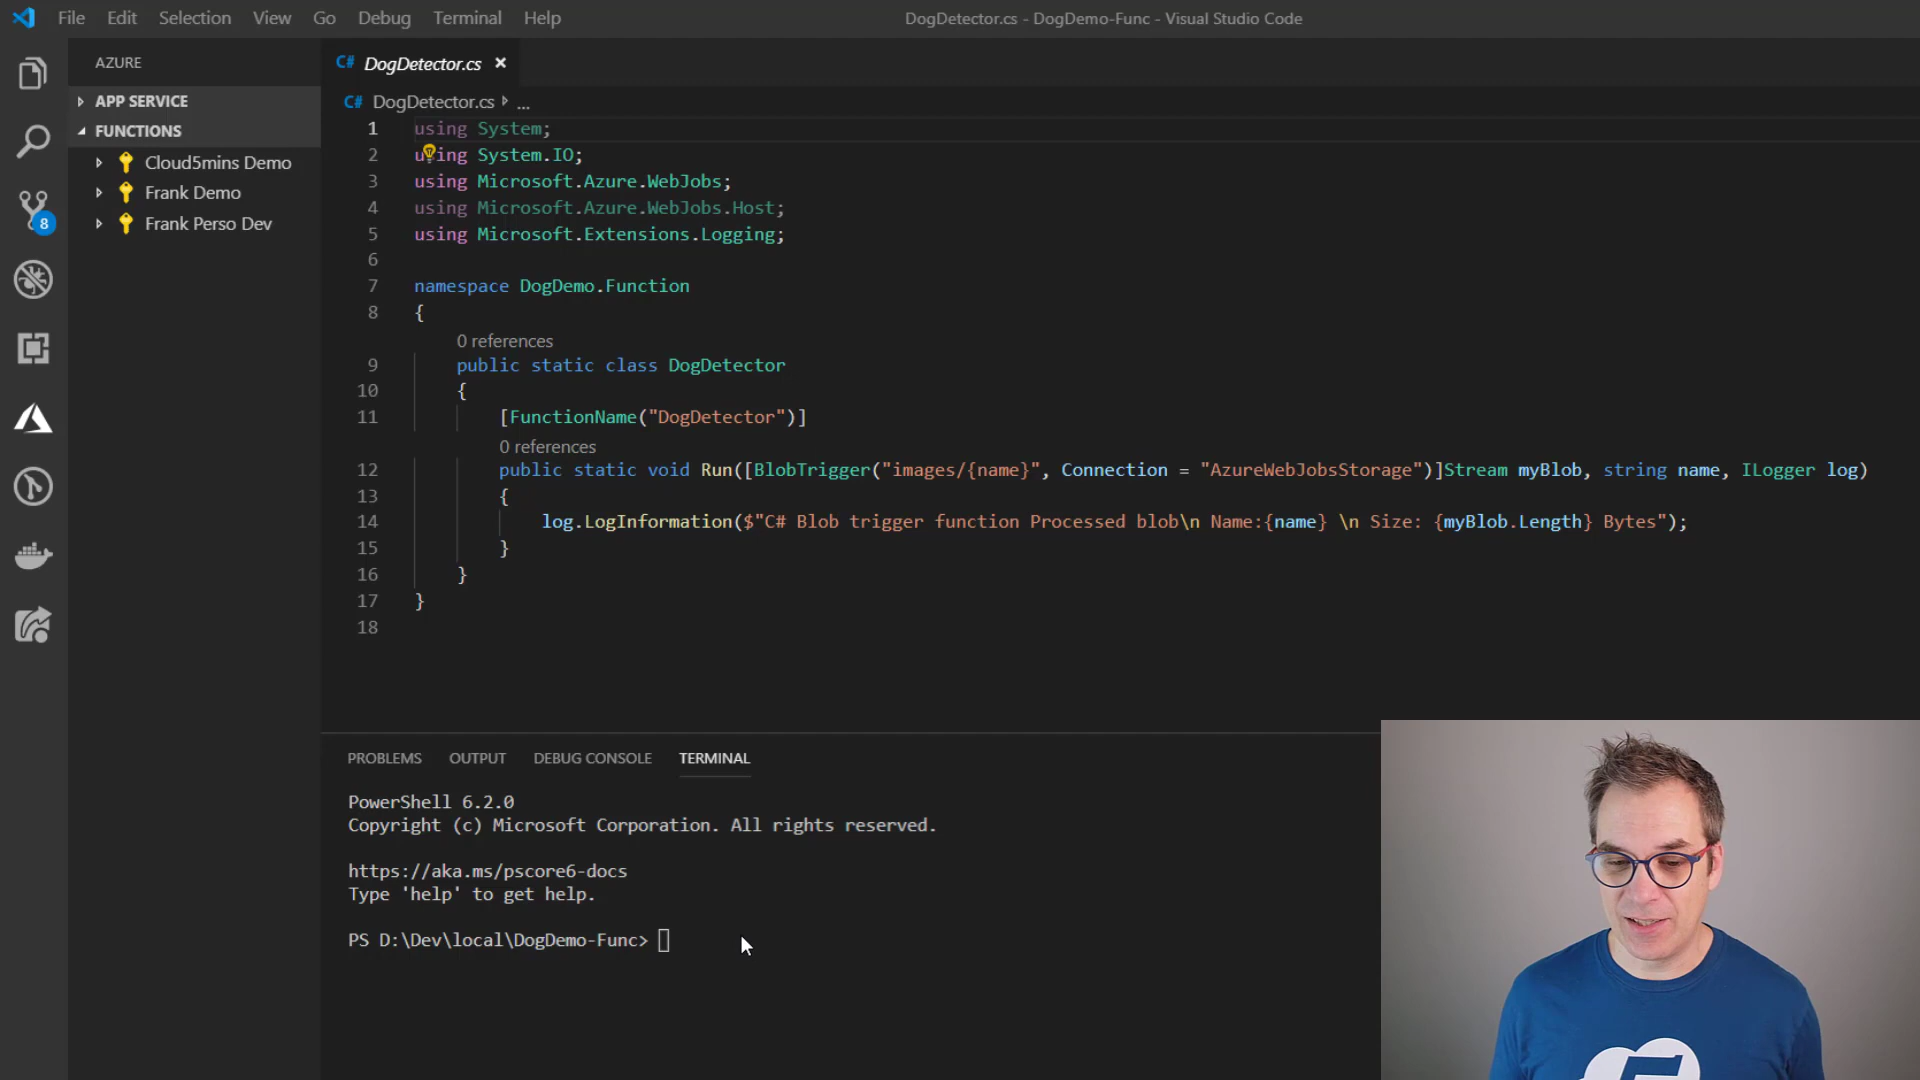 File Edit Selection View Go Debug Terminal Help
DogDetector.cs - DogDemo-Func - Visual Studio Code
AZURE
APP SERVICE
FUNCTIONS
Cloud5mins Demo
Frank Demo
Frank Perso Dev
8
C# DogDetector.cs ×
C# DogDetector.cs ...
1 using System;
2 using System.IO;
3 using Microsoft.Azure.WebJobs;
4 using Microsoft.Azure.WebJobs.Host;
5 using Microsoft.Extensions.Logging;
6
7 namespace DogDemo.Function
8 {
0 references
9 public static class DogDetector
10 {
11 [FunctionName("DogDetector")]
0 references
12 public static void Run([BlobTrigger("images/{name}", Connection = "AzureWebJobsStorage")]Stream myBlob, string name, ILogger log)
13 {
14 log.LogInformation($"C# Blob trigger function Processed blob\n Name:{name} \n Size: {myBlob.Length} Bytes");
15 }
16 }
17 }
18
PROBLEMS OUTPUT DEBUG CONSOLE TERMINAL
PowerShell 6.2.0
Copyright (c) Microsoft Corporation. All rights reserved.
https://aka.ms/pscore6-docs
Type 'help' to get help.
PS D:\Dev\local\DogDemo-Func>